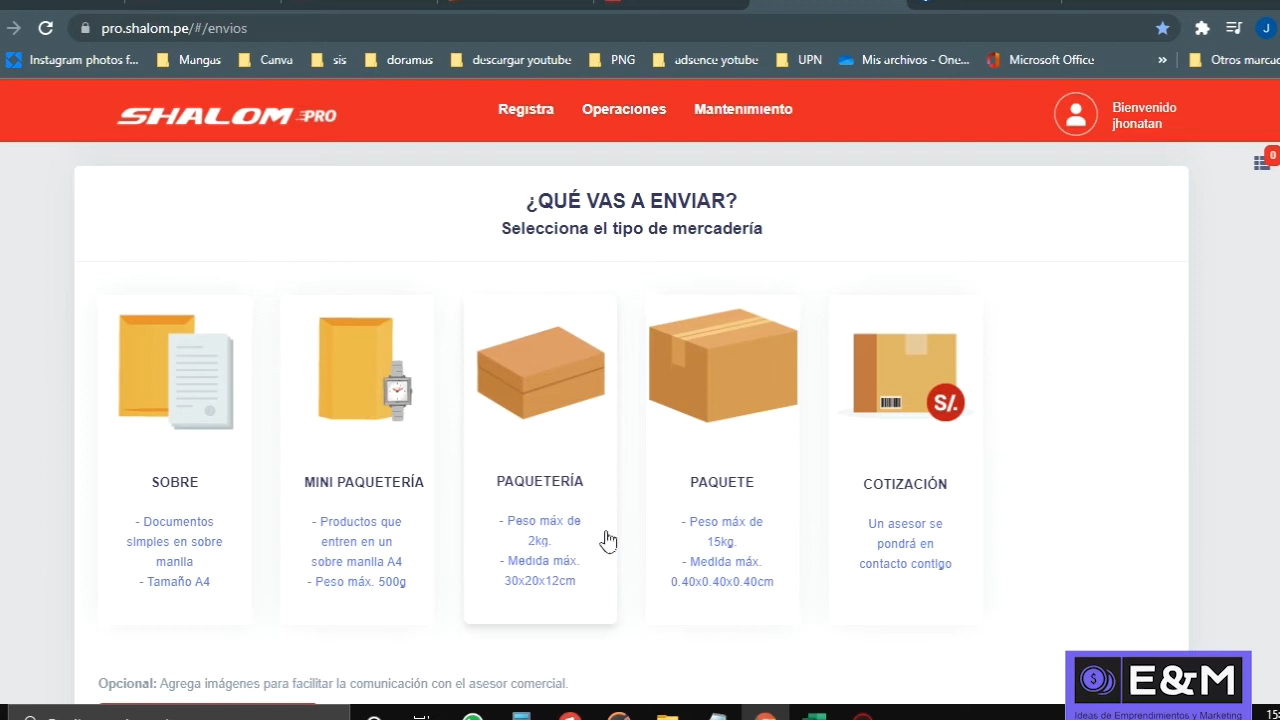 pro.shalom.pe/#/envios
J
Instagram photos f...
Mangas
Canva
sis
doramas
descargar youtube
PNG
adsence yotube
UPN
Mis archivos - One...
Microsoft Office
»
Otros marcad
SHALOM PRO
Registra
Operaciones
Mantenimiento
Bienvenido
jhonatan
0
¿QUÉ VAS A ENVIAR?
Selecciona el tipo de mercadería
S/.
SOBRE
- Documentos
simples en sobre
manila
- Tamaño A4
MINI PAQUETERÍA
- Productos que
entren en un
sobre manila A4
- Peso máx. 500g
PAQUETERÍA
- Peso máx de
2kg.
- Medida máx.
30x20x12cm
PAQUETE
- Peso máx de
15kg.
- Medida máx.
0.40x0.40x0.40cm
COTIZACIÓN
Un asesor se
pondrá en
contacto contigo
Opcional: Agrega imágenes para facilitar la comunicación con el asesor comercial.
$
E&M
Ideas de Emprendimientos y Marketing